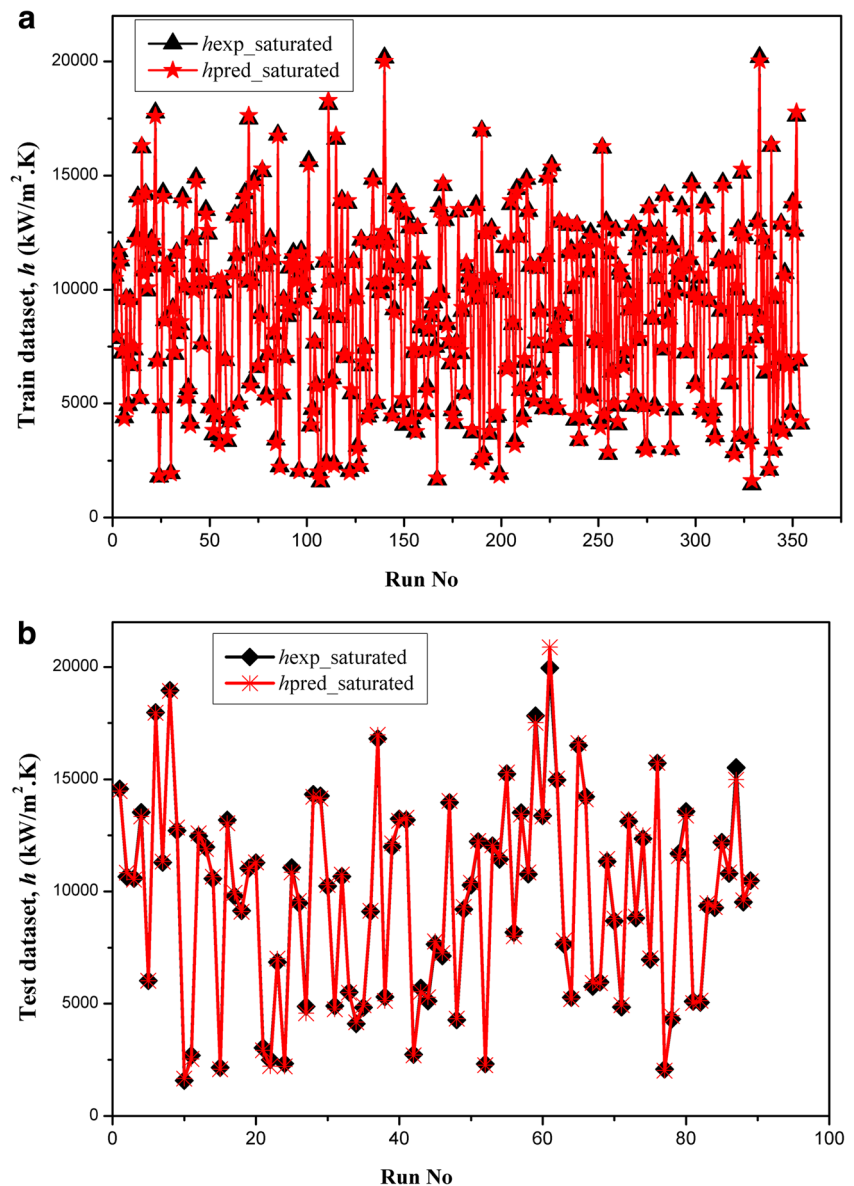 a
hexp_saturated
hpred_saturated
Train dataset, h (kW/m².K)
20000
15000
10000
5000
0
0 50 100 150 200 250 300 350
Run No
b
hexp_saturated
hpred_saturated
Test dataset, h (kW/m².K)
20000
15000
10000
5000
0
0 20 40 60 80 100
Run No